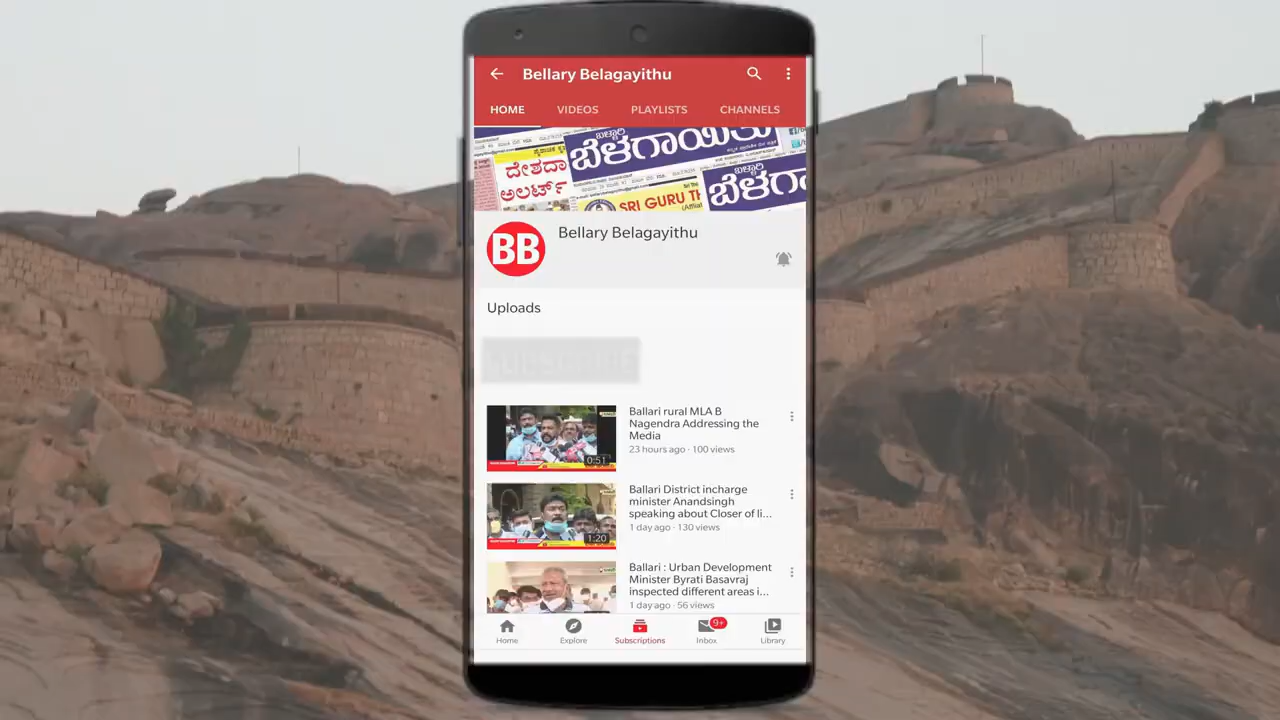 Bellary Belagayithu
HOME VIDEOS PLAYLISTS CHANNELS
ಬಳ್ಳಾರಿ
ಬೆಳಗಾಯಿತು
ದೇಶದಾ
ಅಲರ್ಟ್
SRI GURU TH
ಬಳ್ಳಾರಿ
ಬೆಳಗಾ
BB
Bellary Belagayithu
Uploads
SUBSCRIBED
Ballari rural MLA B
Nagendra Addressing the
Media
23 hours ago · 100 views
0:51
Ballari District incharge
minister Anandsingh
speaking about Closer of li...
1 day ago · 130 views
1:20
Ballari : Urban Development
Minister Byrati Basavraj
inspected different areas i...
1 day ago · 56 views
9+
Home Explore Subscriptions Inbox Library